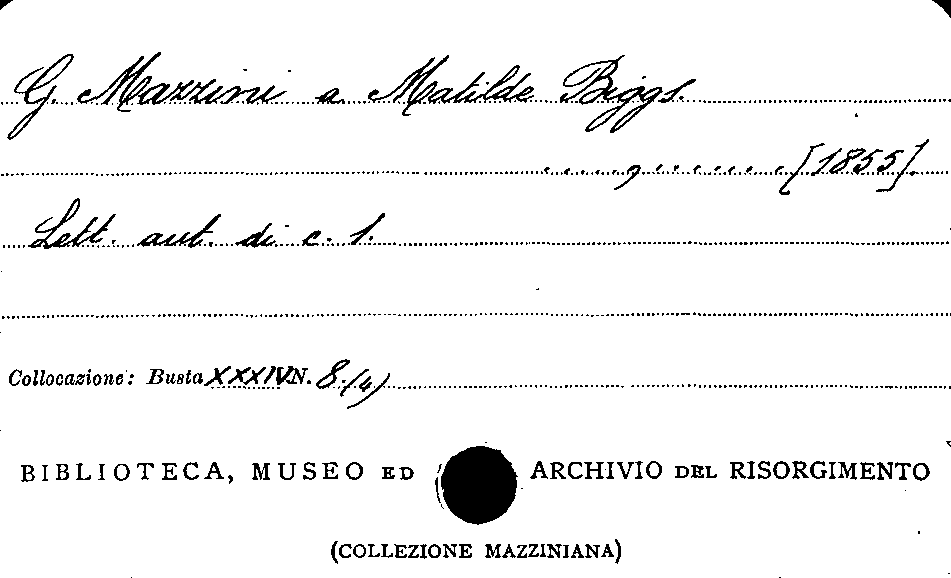 G. Mazzini a Matilde Biggs.
....., ....... [1855].
Lett. aut. di c. 1.
Collocazione: Busta XXXIV N. 8.(4)
BIBLIOTECA, MUSEO ED ARCHIVIO DEL RISORGIMENTO
(COLLEZIONE MAZZINIANA)